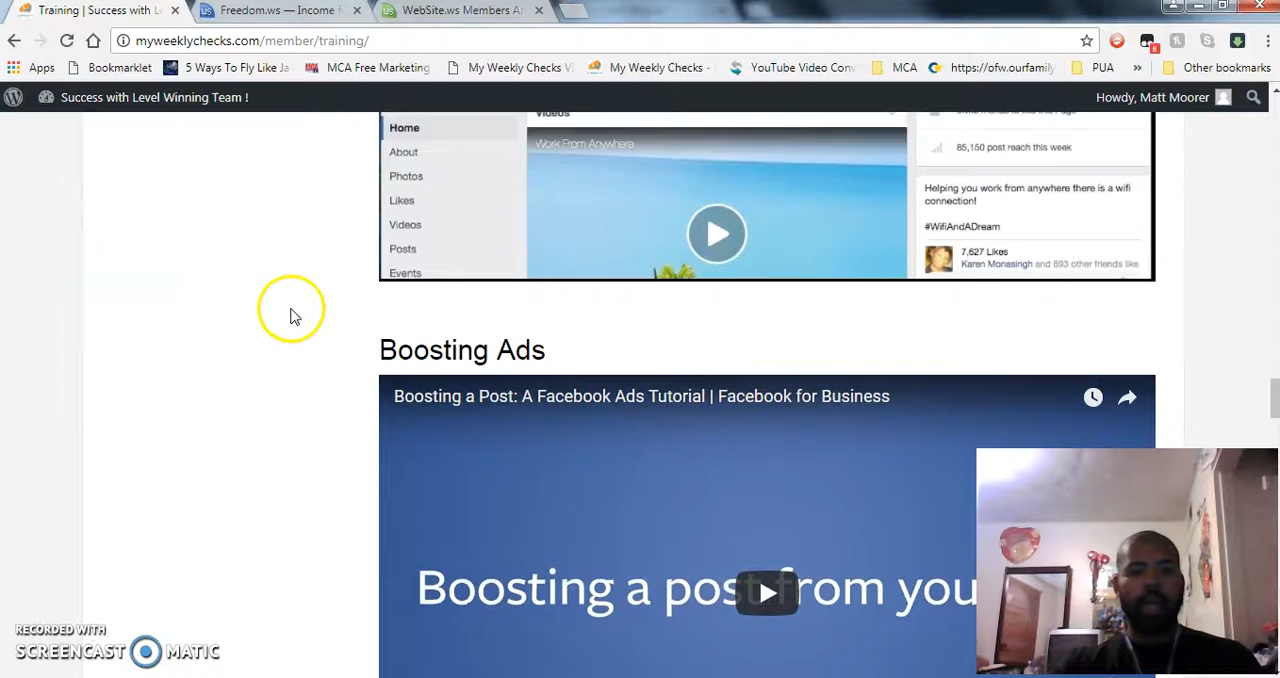 Training | Success with L
Freedom.ws — Income f
WebSite.ws Members A
myweeklychecks.com/member/training/
8
Apps
Bookmarklet
5 Ways To Fly Like Ja
MCA Free Marketing
My Weekly Checks V
My Weekly Checks -
YouTube Video Conv
MCA
https://ofw.ourfamily
PUA
»
Other bookmarks
Success with Level Winning Team !
Howdy, Matt Moorer
Home
About
Photos
Likes
Videos
Posts
Events
Videos
Work From Anywhere
85,150 post reach this week
Helping you work from anywhere there is a wifi
connection!
#WifiAndADream
7,627 Likes
Karen Monasingh and 693 other friends like
Boosting Ads
Boosting a Post: A Facebook Ads Tutorial | Facebook for Business
Boosting a post from you
RECORDED WITH
SCREENCAST MATIC